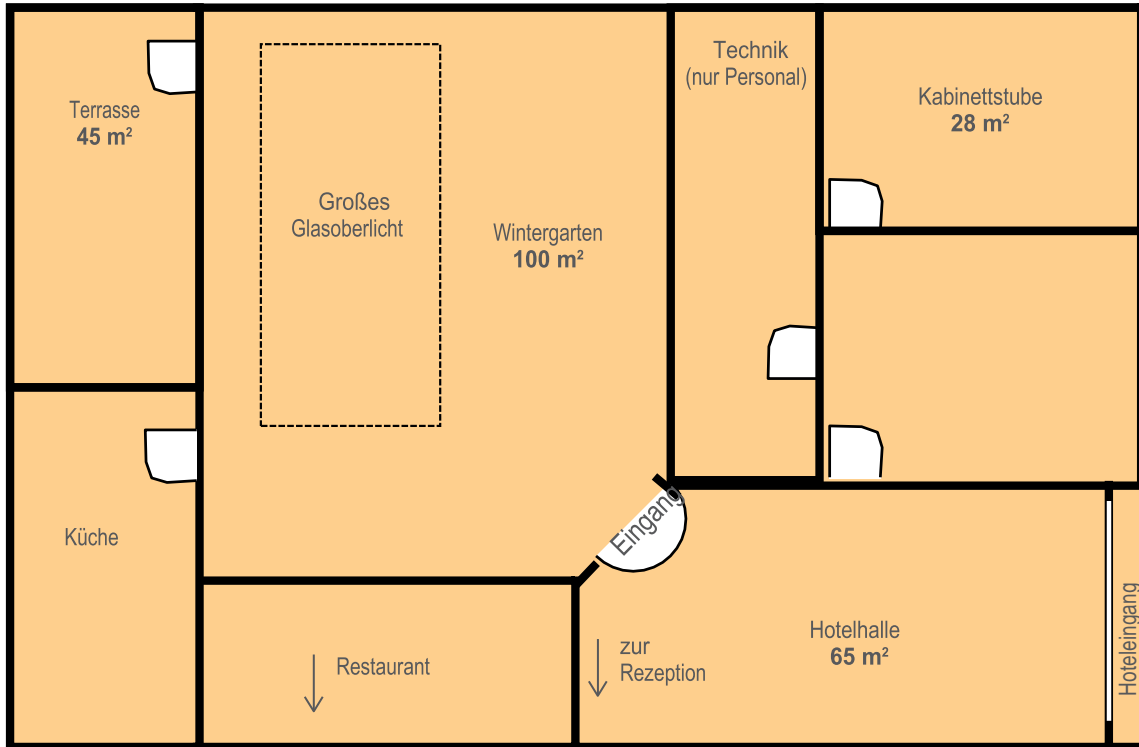 Terrasse
45 m²
Großes
Glasoberlicht
Wintergarten
100 m²
Technik
(nur Personal)
Kabinettstube
28 m²
Küche
Eingang
Restaurant
zur
Rezeption
Hotelhalle
65 m²
Hoteleingang